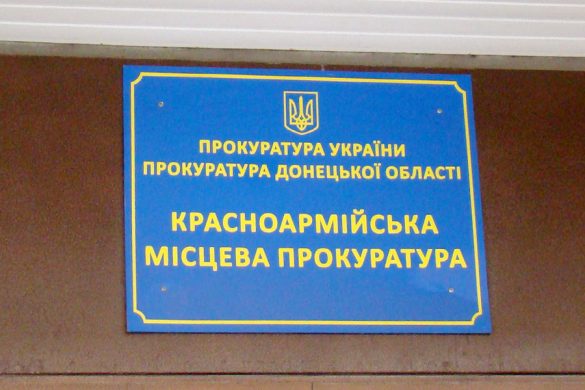 ПРОКУРАТУРА УКРАЇНИ
ПРОКУРАТУРА ДОНЕЦЬКОЇ ОБЛАСТІ
КРАСНОАРМІЙСЬКА
МІСЦЕВА ПРОКУРАТУРА